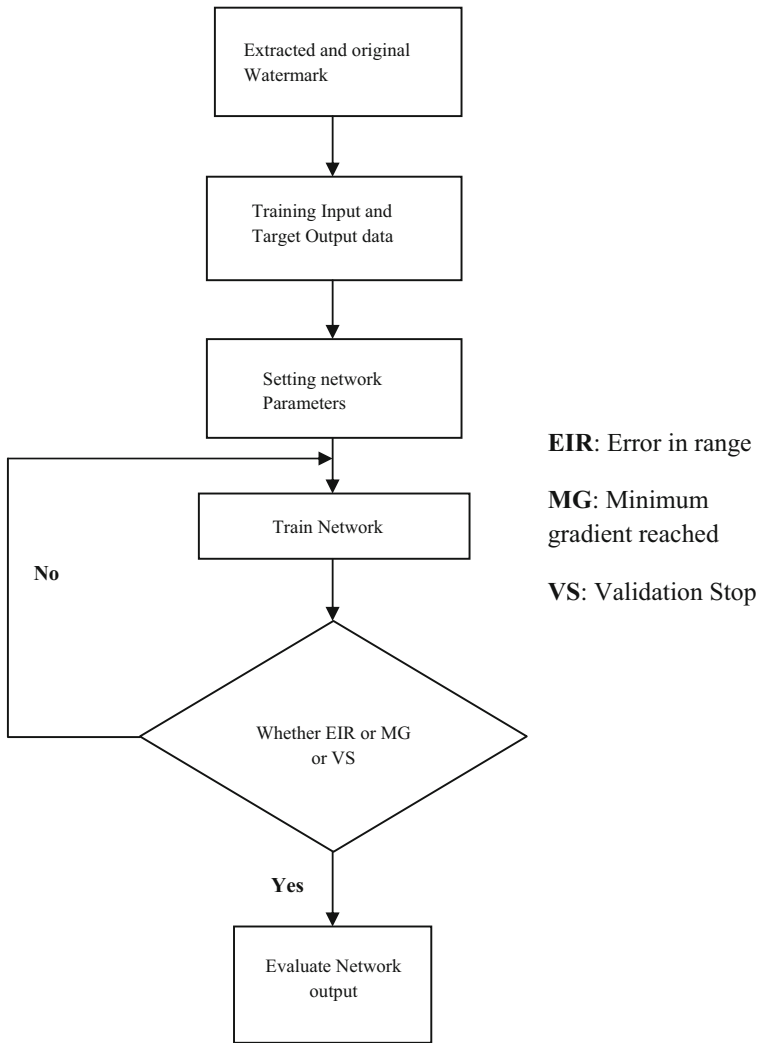 Extracted and original
Watermark
Training Input and
Target Output data
Setting network
Parameters
EIR: Error in range
MG: Minimum
gradient reached
VS: Validation Stop
Train Network
No
Whether EIR or MG
or VS
Yes
Evaluate Network
output